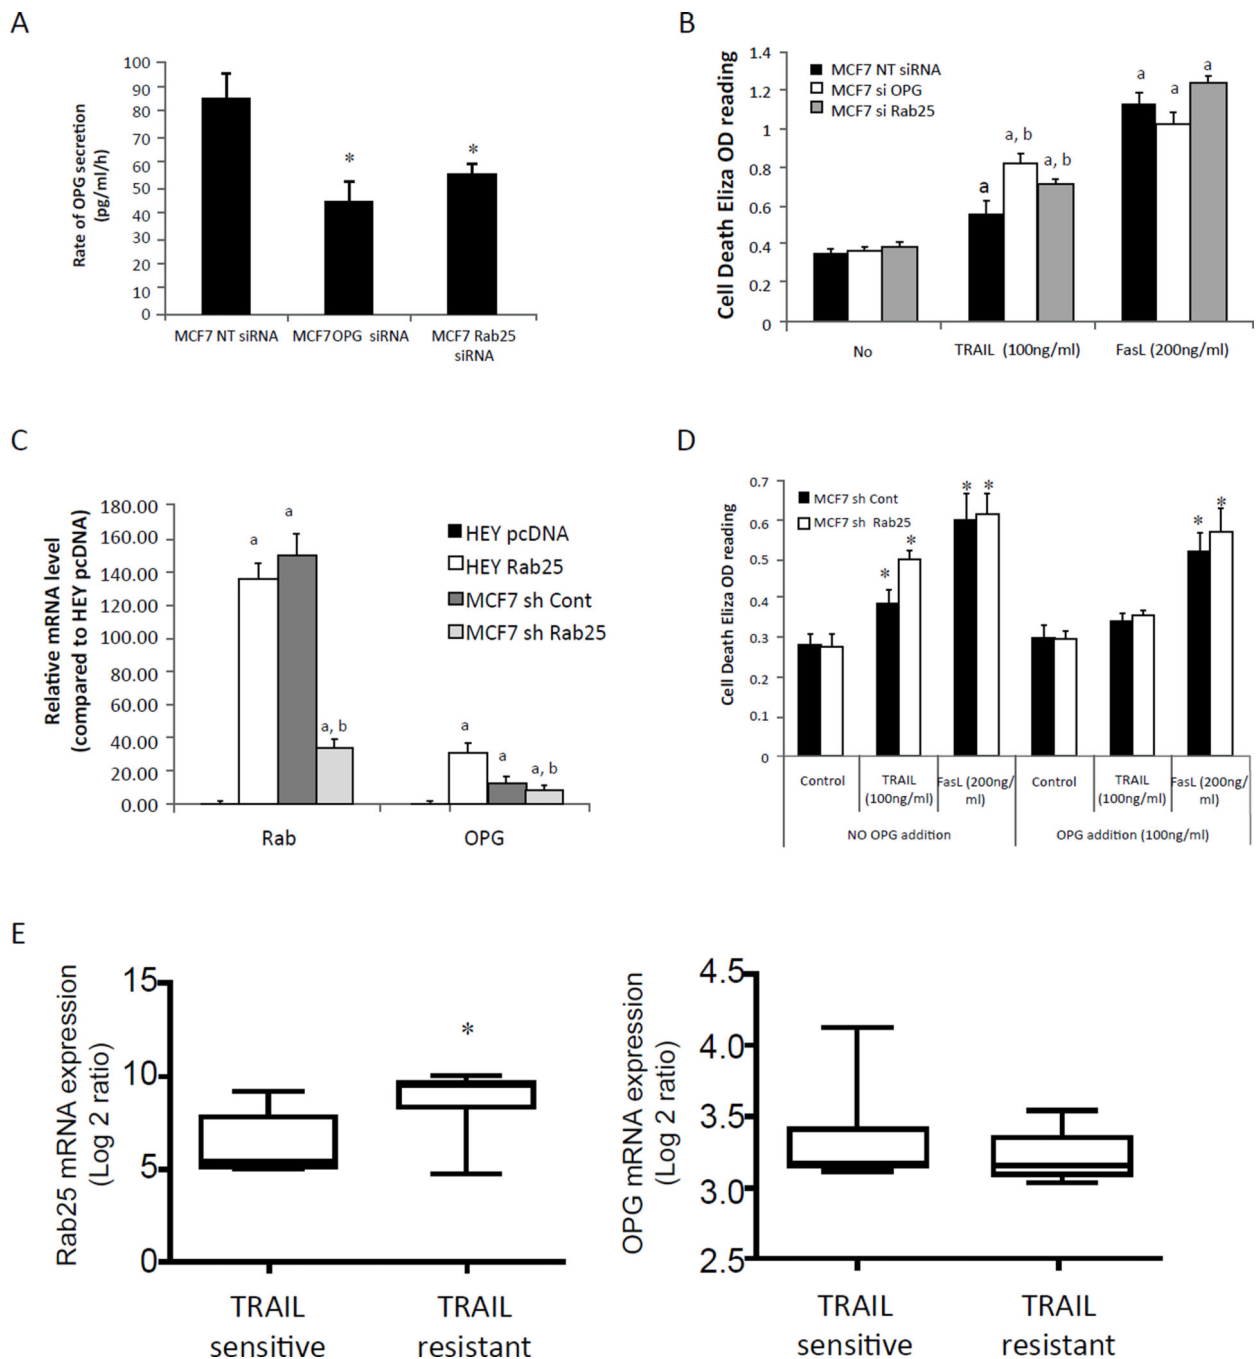 A
100
90
80
70
60
50
40
30
20
10
0
Rate of OPG secretion
(pg/ml/h)
*
*
MCF7 NT siRNA
MCF7OPG siRNA
MCF7 Rab25
siRNA
B
1.4
1.2
1
0.8
0.6
0.4
0.2
0
Cell Death Eliza OD reading
MCF7 NT siRNA
MCF7 si OPG
MCF7 si Rab25
a
a, b
a, b
a
a
a
No
TRAIL (100ng/ml)
FasL (200ng/ml)
C
180.00
160.00
140.00
120.00
100.00
80.00
60.00
40.00
20.00
0.00
Relative mRNA level
(compared to HEY pcDNA)
HEY pcDNA
HEY Rab25
MCF7 sh Cont
MCF7 sh Rab25
a
a
a, b
a
a
a, b
Rab
OPG
D
0.7
0.6
0.5
0.4
0.3
0.2
0.1
0
Cell Death Eliza OD reading
MCF7 sh Cont
MCF7 sh Rab25
*
*
*
*
*
*
Control
TRAIL
(100ng/ml)
FasL (200ng/
ml)
Control
TRAIL
(100ng/ml)
FasL (200ng/
ml)
NO OPG addition
OPG addition (100ng/ml)
E
15
10
5
0
Rab25 mRNA expression
(Log 2 ratio)
*
TRAIL
sensitive
TRAIL
resistant
4.5
4.0
3.5
3.0
2.5
OPG mRNA expression
(Log 2 ratio)
TRAIL
sensitive
TRAIL
resistant